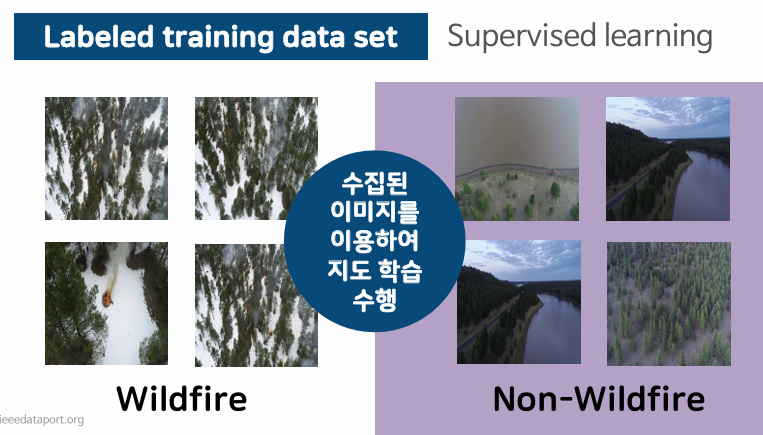 Labeled training data set
Supervised learning
수집된
이미지를
이용하여
지도 학습
수행
Wildfire
Non-Wildfire
ieeedataport.org